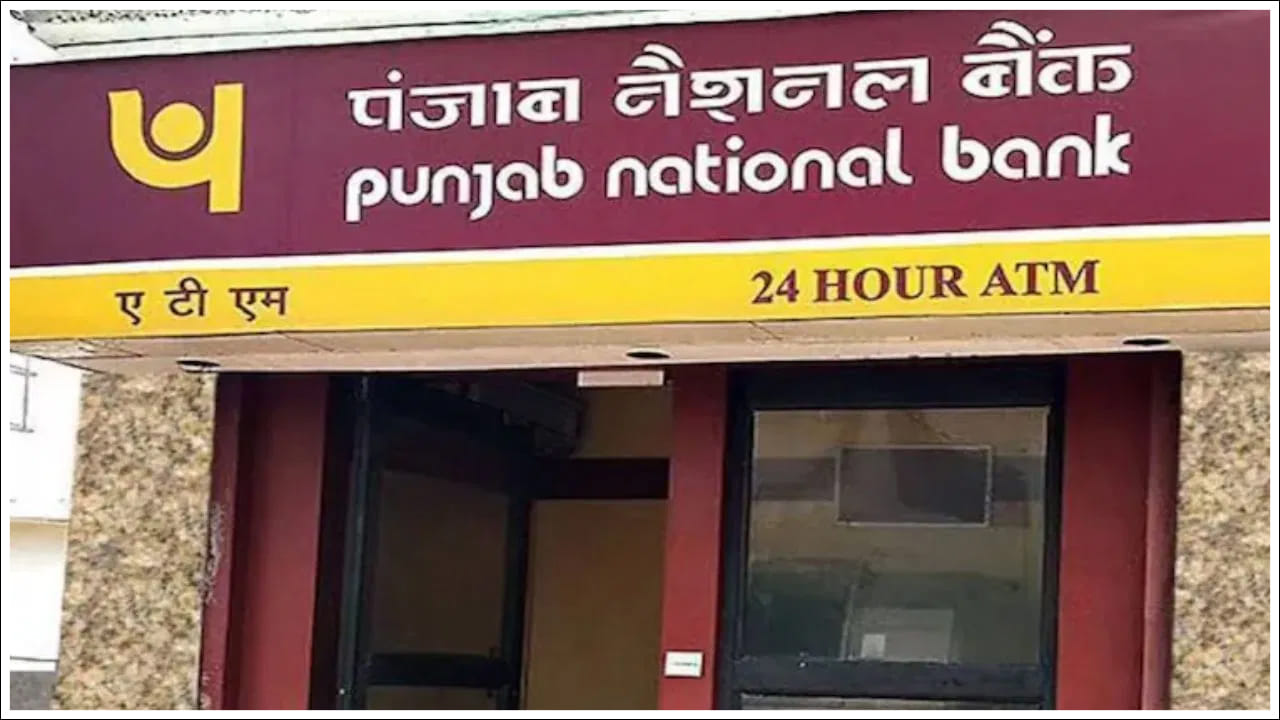 पंजाब नैशनल बैंक
punjab national bank
ए टी एम
24 HOUR ATM